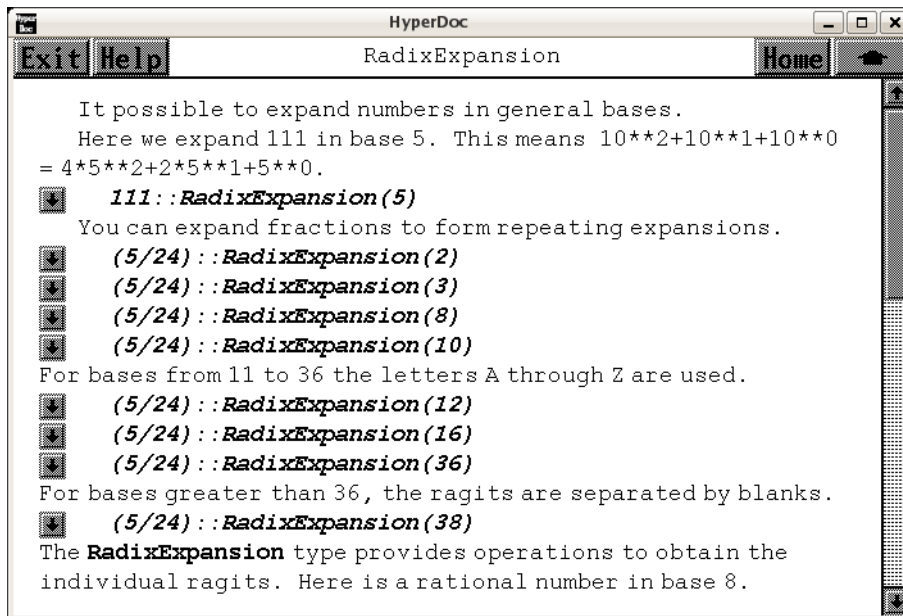 Hyper Doc HyperDoc
Exit Help RadixExpansion Home
It possible to expand numbers in general bases.
Here we expand 111 in base 5. This means 10**2+10**1+10**0
= 4*5**2+2*5**1+5**0.
111::RadixExpansion(5)
You can expand fractions to form repeating expansions.
(5/24)::RadixExpansion(2)
(5/24)::RadixExpansion(3)
(5/24)::RadixExpansion(8)
(5/24)::RadixExpansion(10)
For bases from 11 to 36 the letters A through Z are used.
(5/24)::RadixExpansion(12)
(5/24)::RadixExpansion(16)
(5/24)::RadixExpansion(36)
For bases greater than 36, the ragits are separated by blanks.
(5/24)::RadixExpansion(38)
The RadixExpansion type provides operations to obtain the
individual ragits. Here is a rational number in base 8.